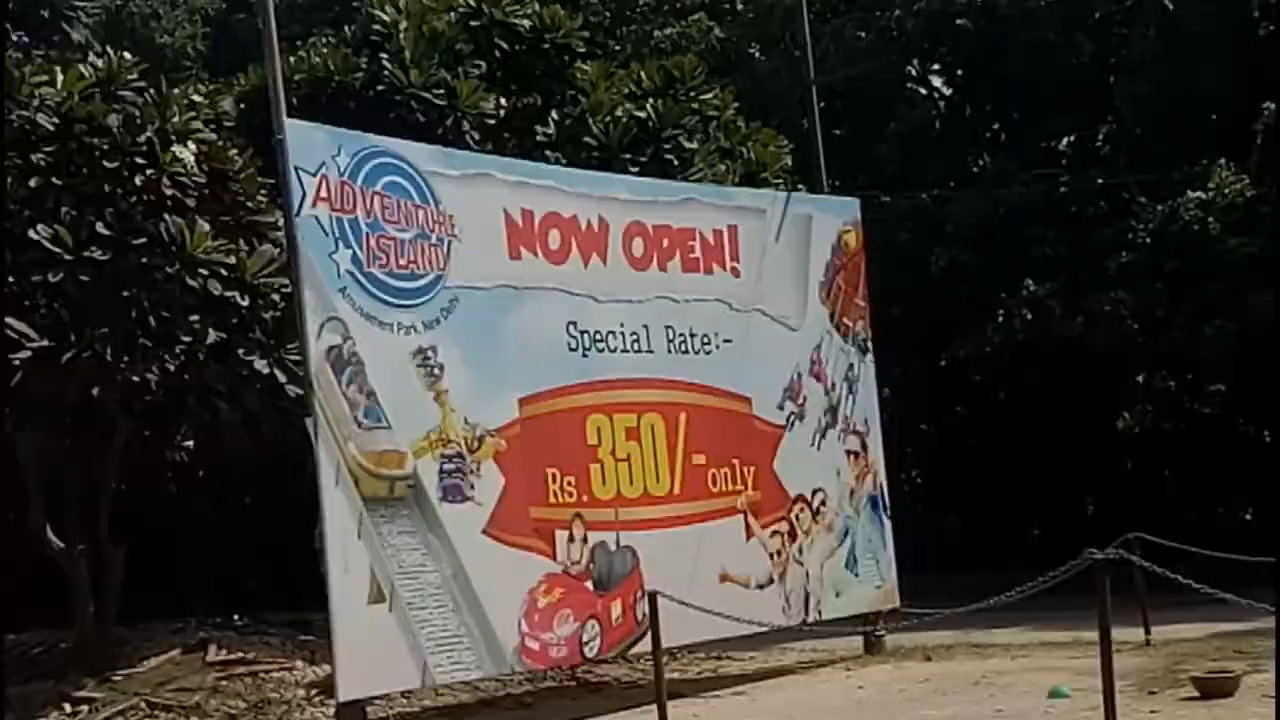 ADVENTURE
ISLAND
Amusement Park, New Delhi
NOW OPEN!
Special Rate:-
Rs. 350/- only